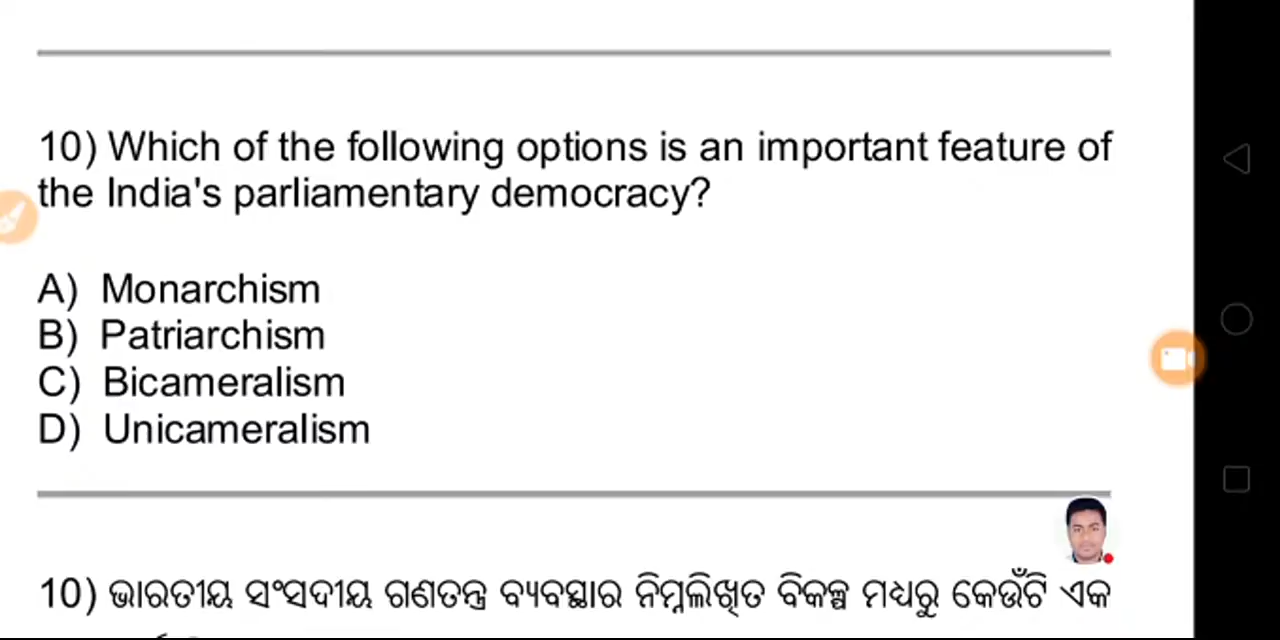 10) Which of the following options is an important feature of
the India's parliamentary democracy?
A) Monarchism
B) Patriarchism
C) Bicameralism
D) Unicameralism
10) ଭାରତୀୟ ସଂସଦୀୟ ଗଣତନ୍ତ୍ର ବ୍ୟବସ୍ଥାର ନିମ୍ନଲିଖିତ ବିକଳ୍ପ ମଧ୍ୟରୁ କେଉଁଟି ଏକ